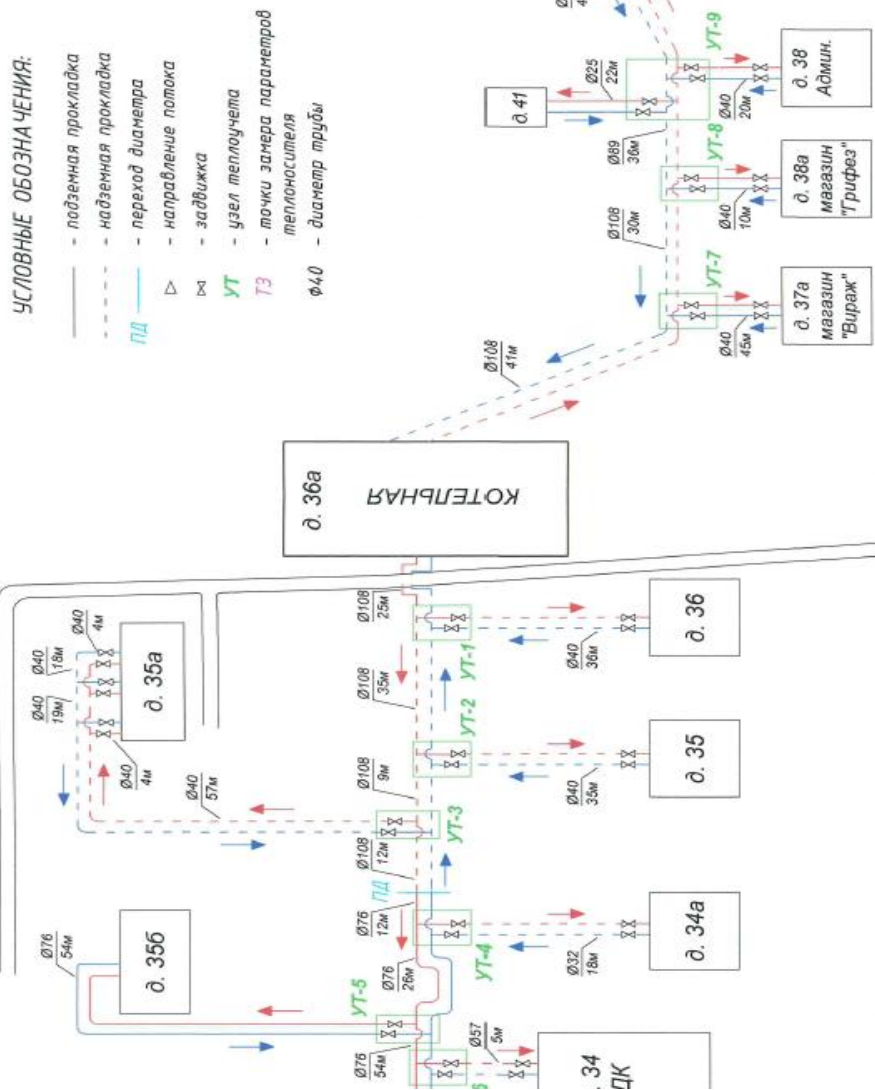 УСЛОВНЫЕ ОБОЗНАЧЕНИЯ:
- подземная прокладка
- надземная прокладка
ПД - переход диаметра
- направление потока
- задвижка
УТ - узел теплоучета
ТЗ - точки замера параметров
теплоносителя
ф40 - диаметр трубы
д. 41
Ø25
22м
УТ-9
д. 38
Админ.
Ø40
20м
Ø89
36м
УТ-8
д. 38а
магазин
"Грифез"
Ø40
10м
Ø108
30м
УТ-7
д. 37а
магазин
"Вираж"
Ø40
45м
Ø108
41м
д. 36а
КОТЕЛЬНАЯ
Ø108
25м
УТ-1
д. 36
Ø40
36м
Ø108
35м
УТ-2
д. 35
Ø40
35м
Ø108
9м
УТ-3
Ø40
4м
Ø40
18м
Ø40
19м
д. 35а
Ø40
4м
Ø40
57м
Ø108
12м
ПД
Ø76
12м
УТ-4
д. 34а
Ø32
18м
Ø76
26м
УТ-5
д. 35б
Ø76
54м
Ø76
54м
Ø57
5м
34
ДК